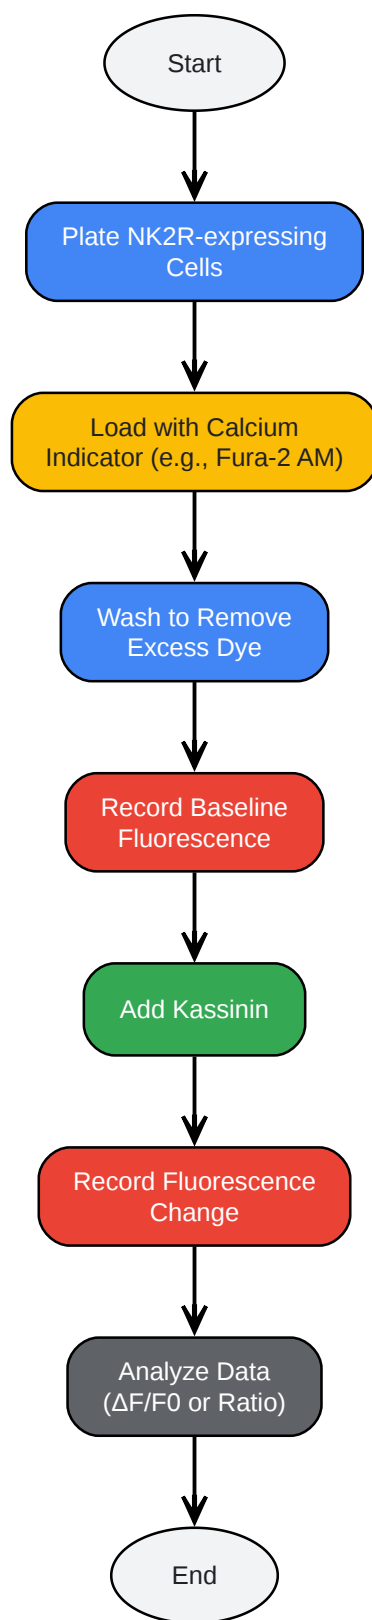 Start
Plate NK2R-expressing
Cells
Load with Calcium
Indicator (e.g., Fura-2 AM)
Wash to Remove
Excess Dye
Record Baseline
Fluorescence
Add Kassinin
Record Fluorescence
Change
Analyze Data
(ΔF/F0 or Ratio)
End